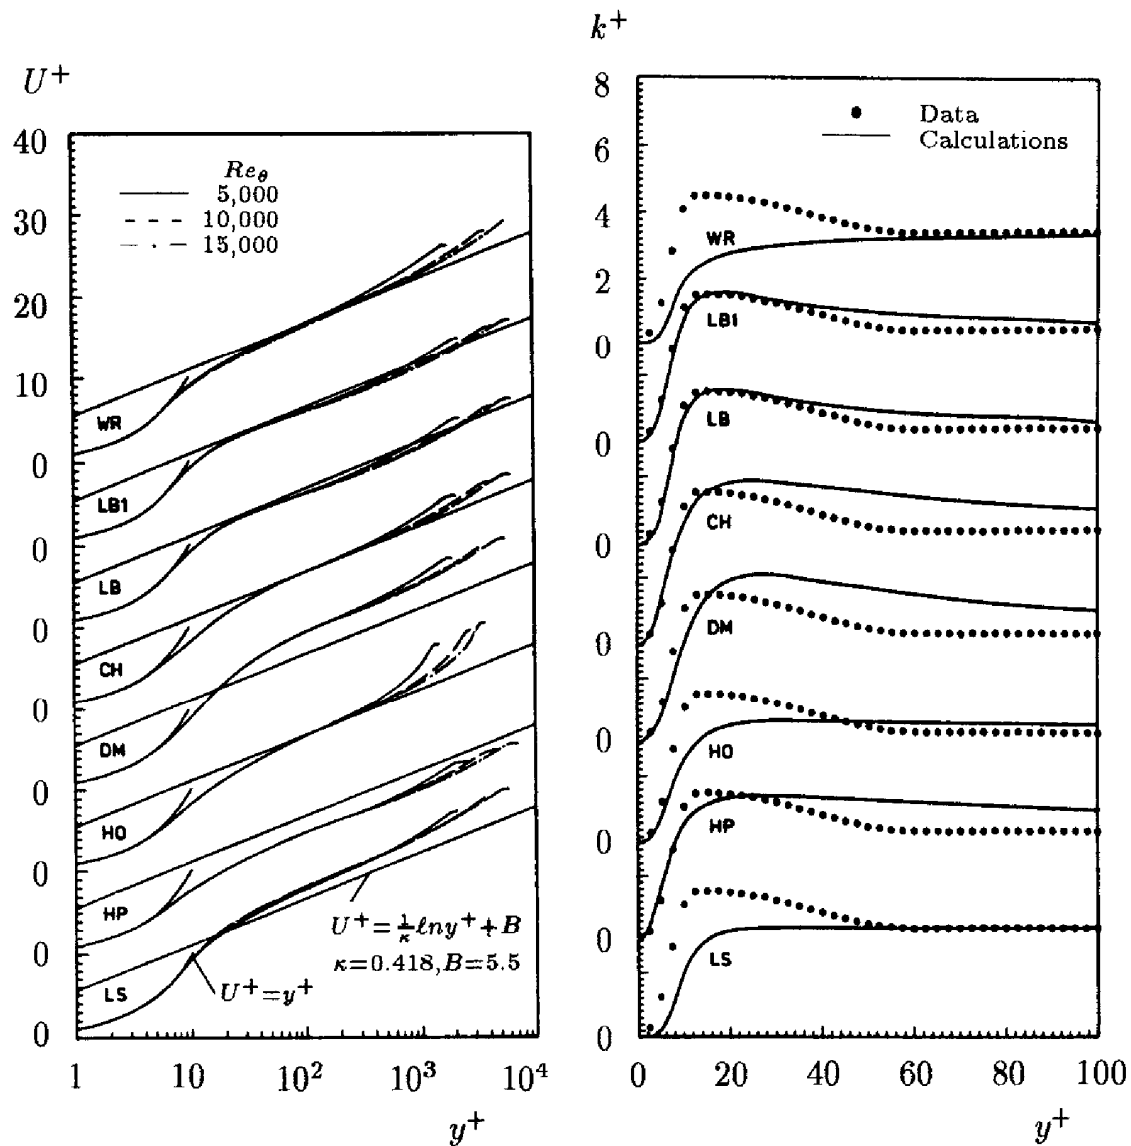 U⁺
40
Re_θ
5,000
10,000
15,000
30
20
10
0
0
0
0
0
0
0
0
WR
LB1
LB
CH
DM
HO
HP
LS
U⁺=1/κ ℓny⁺+B
κ=0.418,B=5.5
U⁺=y⁺
1 10 10² 10³ 10⁴
y⁺
k⁺
8
Data
Calculations
6
4
2
0
0
0
0
0
0
0
0
WR
LB1
LB
CH
DM
HO
HP
LS
0 20 40 60 80 100
y⁺